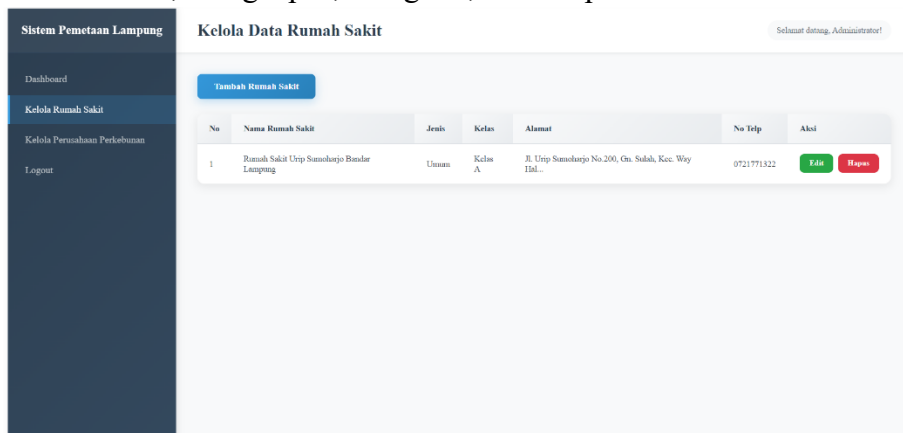 Sistem Pemetaan Lampung
Kelola Data Rumah Sakit
Selamat datang, Administrator!
Dashboard
Kelola Rumah Sakit
Kelola Perusahaan Perkebunan
Logout
Tambah Rumah Sakit
No Nama Rumah Sakit Jenis Kelas Alamat No Telp Aksi
1 Rumah Sakit Urip Sumoharjo Bandar Lampung Umum Kelas A Jl. Urip Sumoharjo No.200, Gn. Sulah, Kec. Way Hal... 0721771322 Edit Hapus